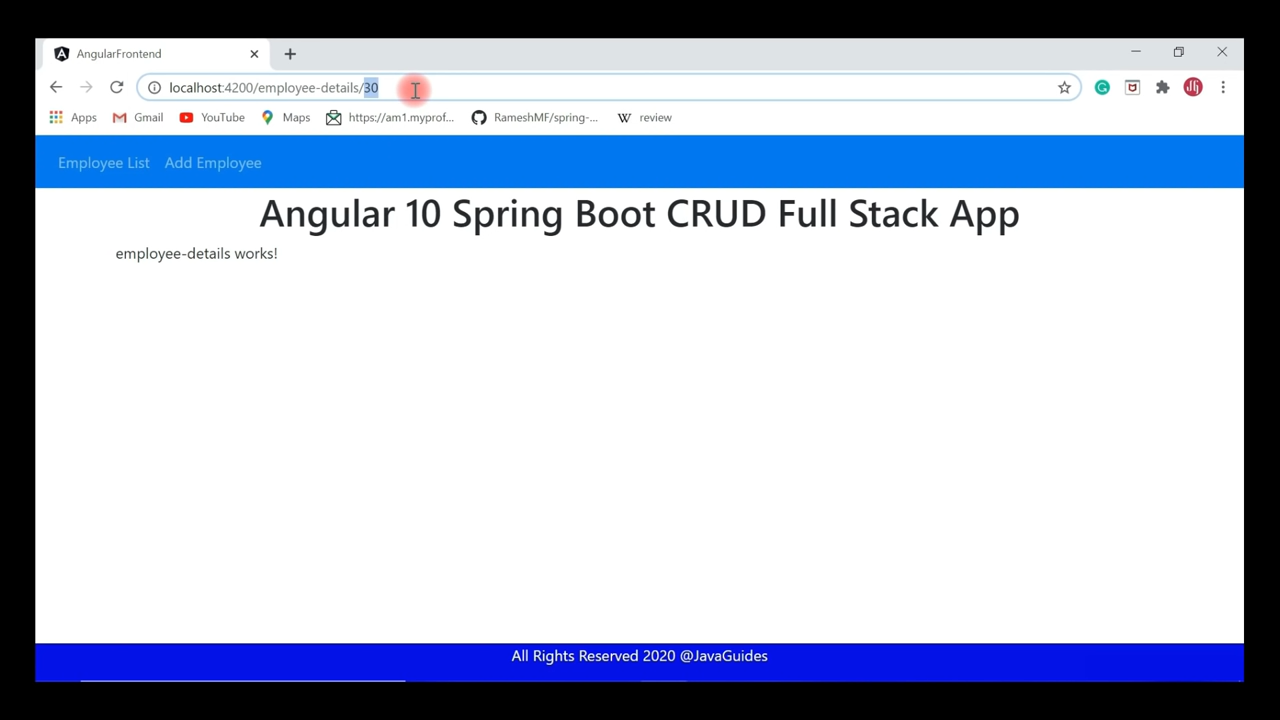 AngularFrontend
localhost:4200/employee-details/30
Apps Gmail YouTube Maps https://am1.myprof... RameshMF/spring-... W review
Employee List Add Employee
Angular 10 Spring Boot CRUD Full Stack App
employee-details works!
All Rights Reserved 2020 @JavaGuides